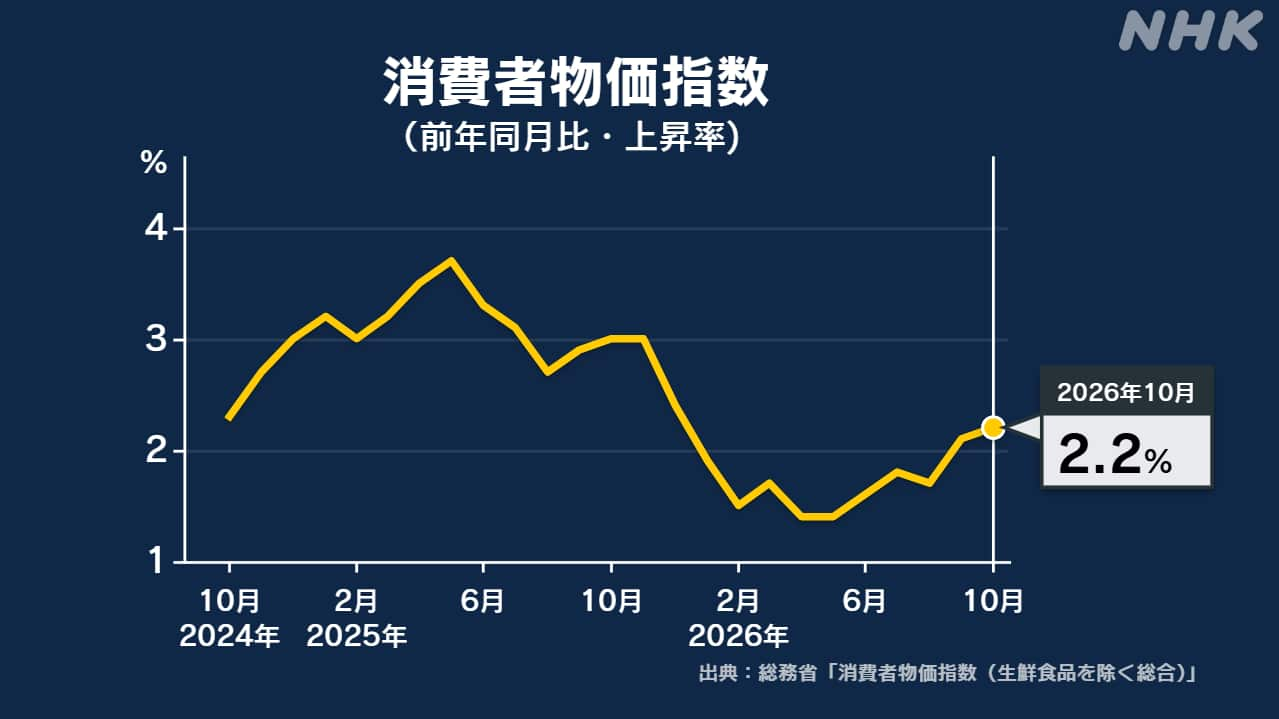 NHK
消費者物価指数
（前年同月比・上昇率）
%
4
3
2
1
2026年10月
2.2%
10月 2月 6月 10月 2月 6月 10月
2024年 2025年 2026年
出典：総務省「消費者物価指数（生鮮食品を除く総合）」